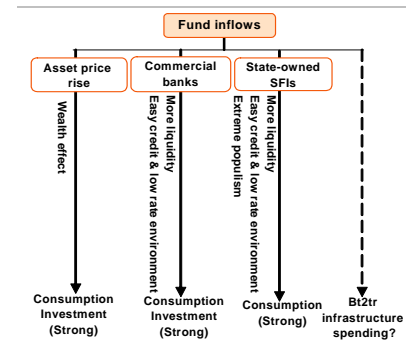 Fund inflows
Asset price
rise
Commercial
banks
State-owned
SFIs
Wealth effect
More liquidity
Easy credit & low rate environment
More liquidity
Easy credit & low rate environment
Extreme populism
Consumption
Investment
(Strong)
Consumption
Investment
(Strong)
Consumption
(Strong)
Bt2tr
infrastructure
spending?